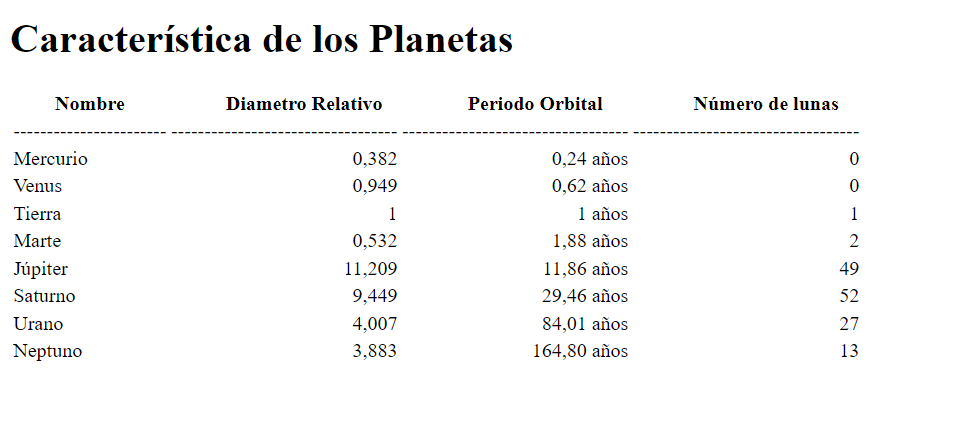 Característica de los Planetas
Nombre Diametro Relativo Periodo Orbital Número de lunas
----------------------- ---------------------------------- ---------------------------------- ----------------------------------
Mercurio 0,382 0,24 años 0
Venus 0,949 0,62 años 0
Tierra 1 1 años 1
Marte 0,532 1,88 años 2
Júpiter 11,209 11,86 años 49
Saturno 9,449 29,46 años 52
Urano 4,007 84,01 años 27
Neptuno 3,883 164,80 años 13